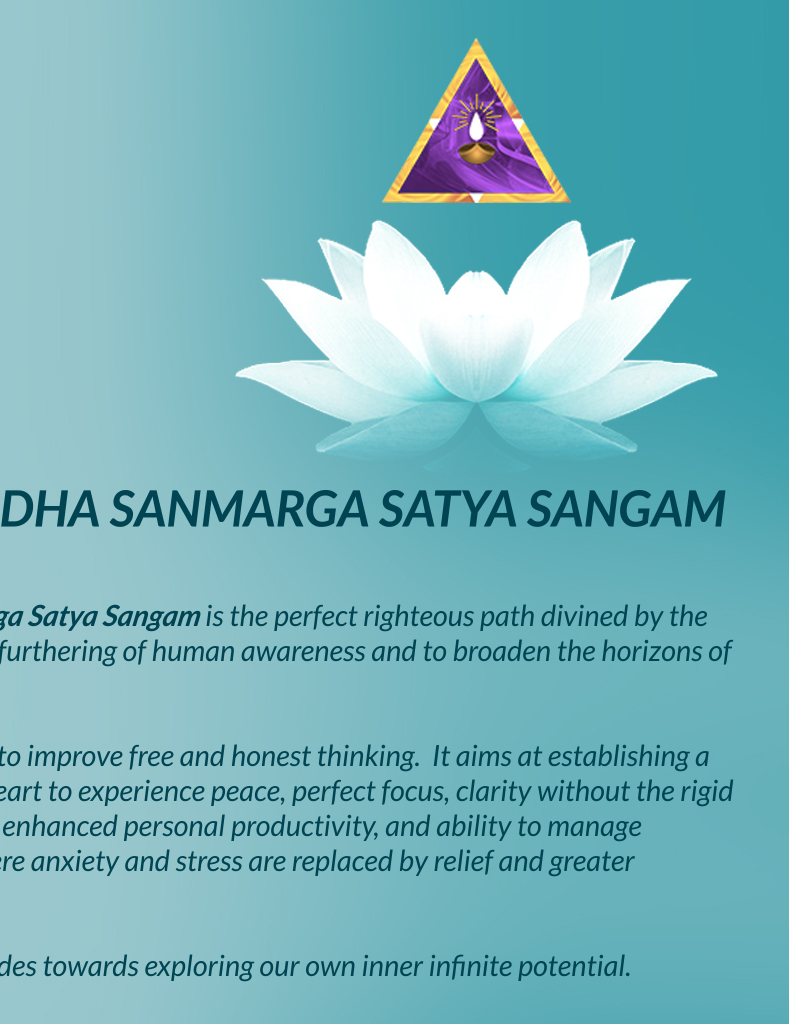 DHA SANMARGA SATYA SANGAM
ga Satya Sangam is the perfect righteous path divined by the
furthering of human awareness and to broaden the horizons of
to improve free and honest thinking.  It aims at establishing a
eart to experience peace, perfect focus, clarity without the rigid
enhanced personal productivity, and ability to manage
ere anxiety and stress are replaced by relief and greater
des towards exploring our own inner infinite potential.